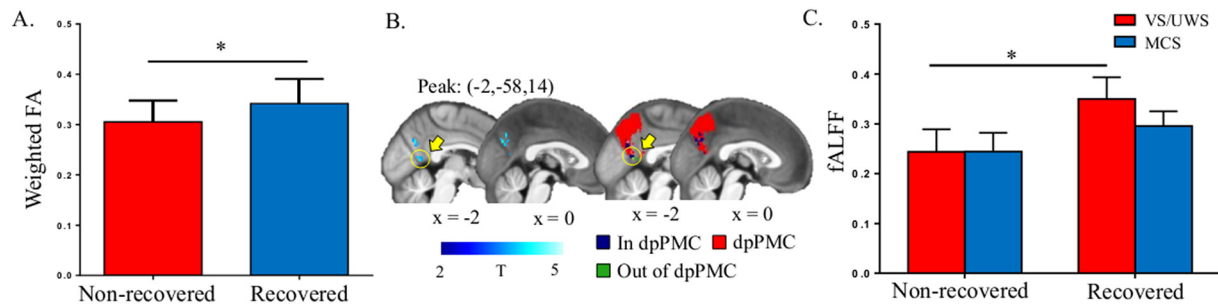 A.
Weighted FA
0.5
0.4
0.3
0.2
0.1
0.0
*
Non-recovered Recovered
B.
Peak: (-2,-58,14)
x = -2 x = 0 x = -2 x = 0
2 T 5
In dpPMC dpPMC
Out of dpPMC
C.
fALFF
0.5
0.4
0.3
0.2
0.1
0.0
*
VS/UWS
MCS
Non-recovered Recovered